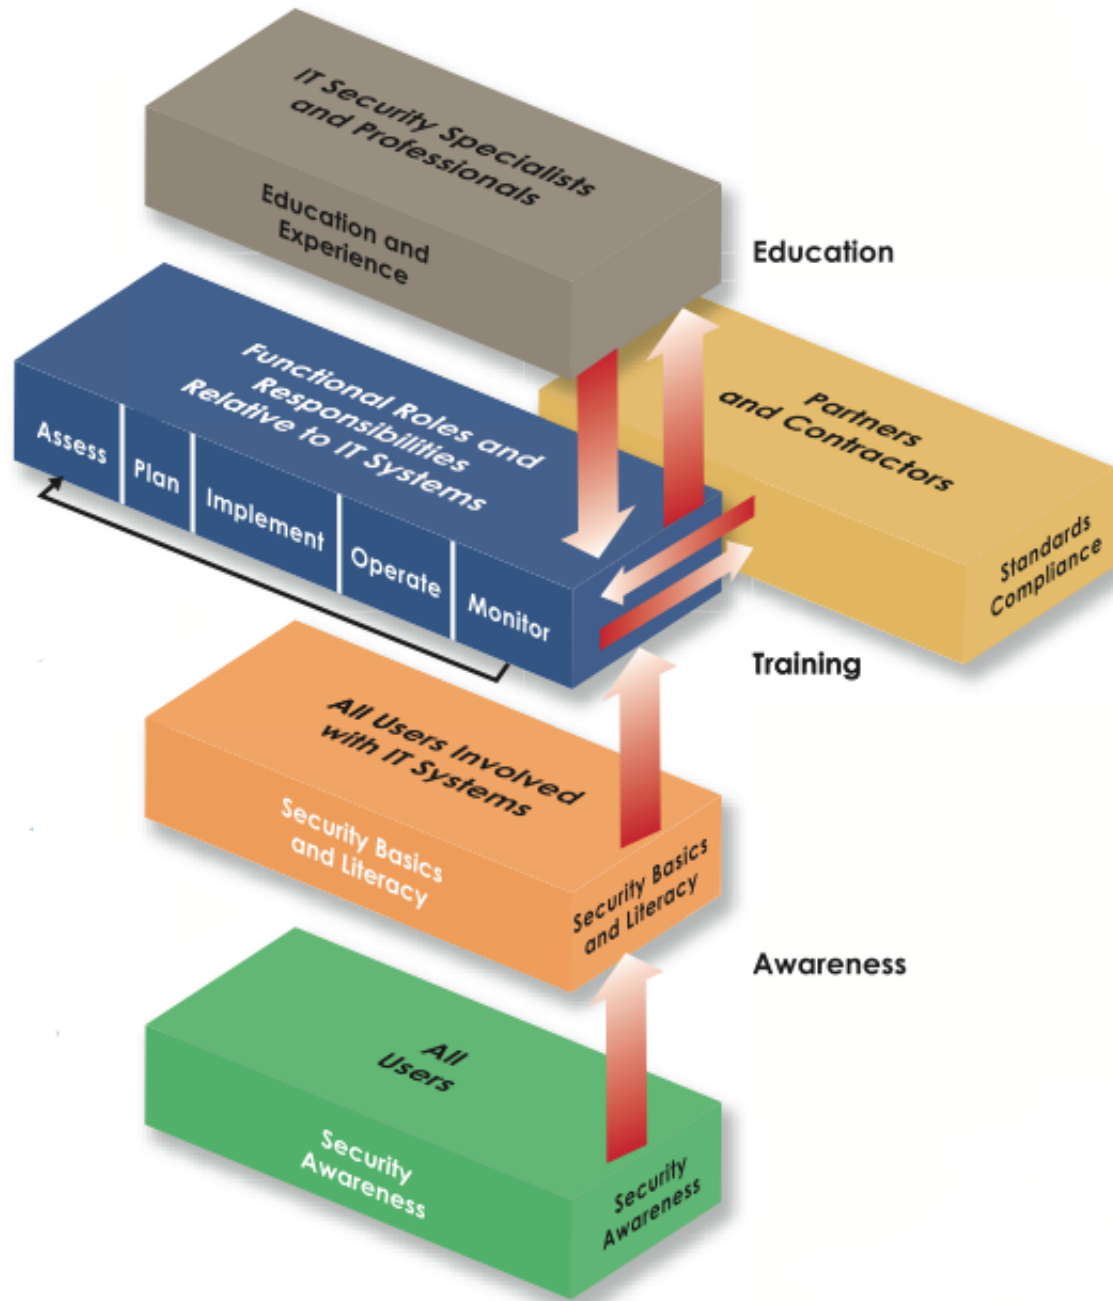 IT Security Specialists
and Professionals
Education and
Experience
Education
Functional Roles and
Responsibilities
Relative to IT Systems
Assess
Plan
Implement
Operate
Monitor
Partners
and Contractors
Standards
Compliance
Training
All Users Involved
with IT Systems
Security Basics
and Literacy
Security Basics
and Literacy
Awareness
All
Users
Security
Awareness
Security
Awareness